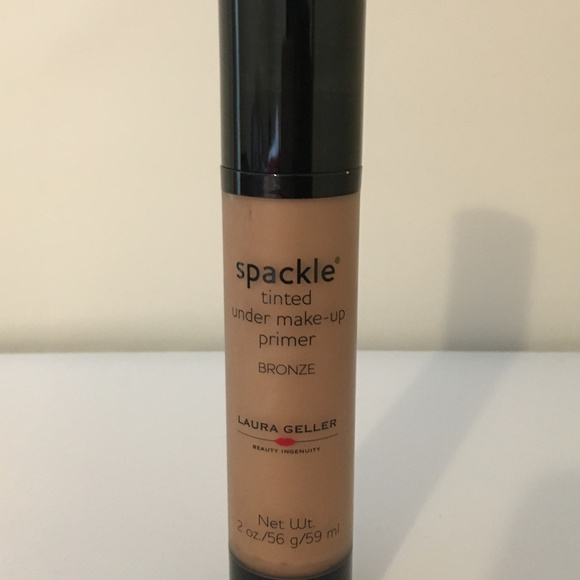 spackle®
tinted
under make-up
primer
BRONZE
LAURA GELLER
BEAUTY INGENUITY
Net Wt.
2 oz./56 g/59 ml